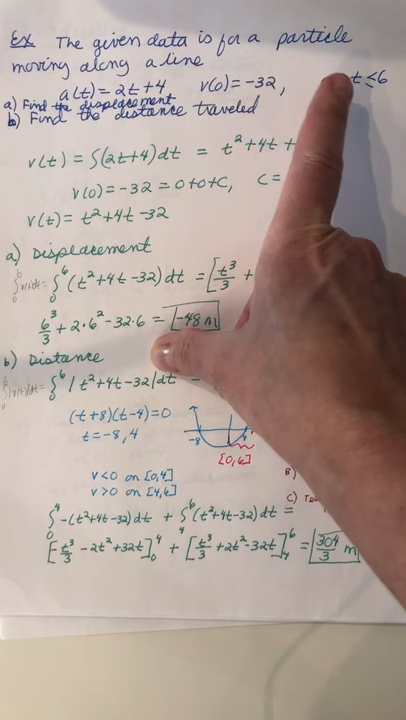 Ex The given data is for a particle
moving along a line
a(t) = 2t + 4 v(0) = -32, t ≤ 6
a) Find the displacement
b) Find the distance traveled
v(t) = ∫(2t+4)dt = t² + 4t +
v(0) = -32 = 0+0+C, C =
v(t) = t² + 4t - 32
a) Displacement
∫₀⁶ v(t)dt = ∫₀⁶ (t²+4t-32)dt = [t³/3 +
6³/3 + 2·6² - 32·6 = -48 m
b) Distance
∫₀⁶ |v(t)|dt = ∫₀⁶ |t²+4t-32|dt =
(t+8)(t-4)=0
t = -8, 4
-8 4
[0,6]
v<0 on [0,4]
v>0 on [4,6]
B)
C)
∫₀⁴ -(t²+4t-32)dt + ∫₄⁶ (t²+4t-32)dt =
[-t³/3 - 2t² + 32t]₀⁴ + [t³/3 + 2t² - 32t]₄⁶ = 304/3 m